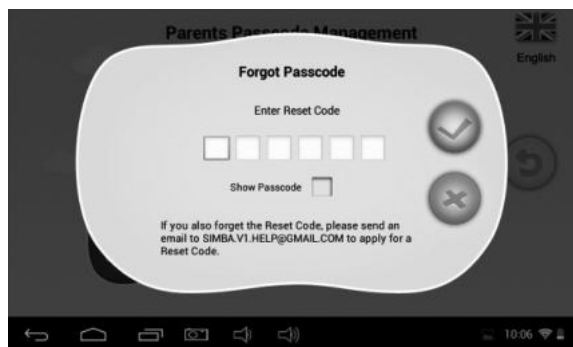 Parents Passcode Management
English
Forgot Passcode
Enter Reset Code
Show Passcode
If you also forget the Reset Code, please send an
email to SIMBA.V1.HELP@GMAIL.COM to apply for a
Reset Code.
10:06